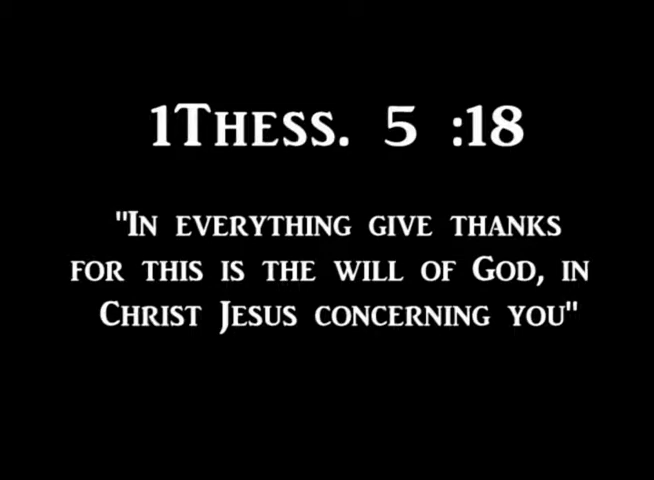 1Thess. 5 :18
"In everything give thanks
for this is the will of God, in
Christ Jesus concerning you"